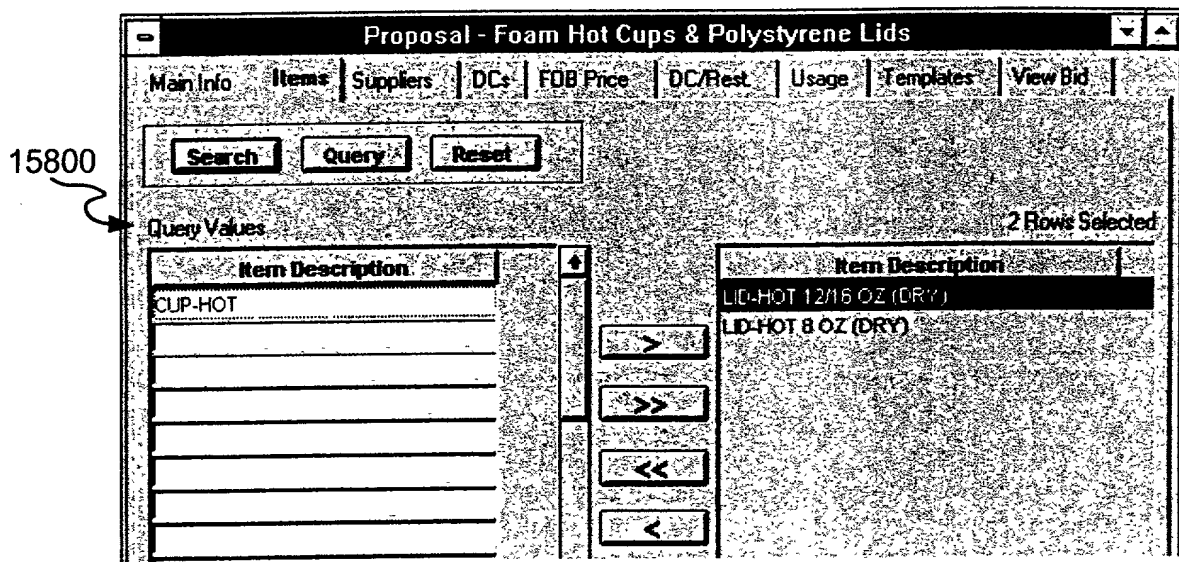 Proposal - Foam Hot Cups & Polystyrene Lids
Main Info Items Suppliers DCs FOB Price DC/Rest. Usage Templates View Bid
Search Query Reset
15800
Query Values 2 Rows Selected
Item Description Item Description
CUP-HOT LID-HOT 12/16 OZ (DRY)
LID-HOT 8 OZ (DRY)
>
>>
<<
<